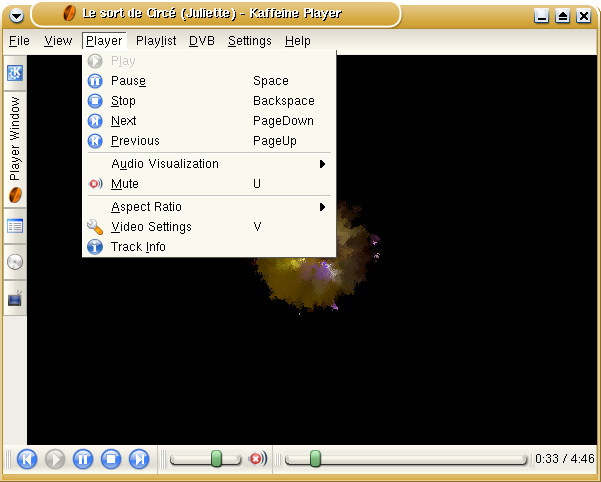 Le sort de Circé (Juliette) - Kaffeine Player
File View Player Playlist DVB Settings Help
Player Window
Play
Pause Space
Stop Backspace
Next PageDown
Previous PageUp
Audio Visualization
Mute U
Aspect Ratio
Video Settings V
Track Info
0:33 / 4:46